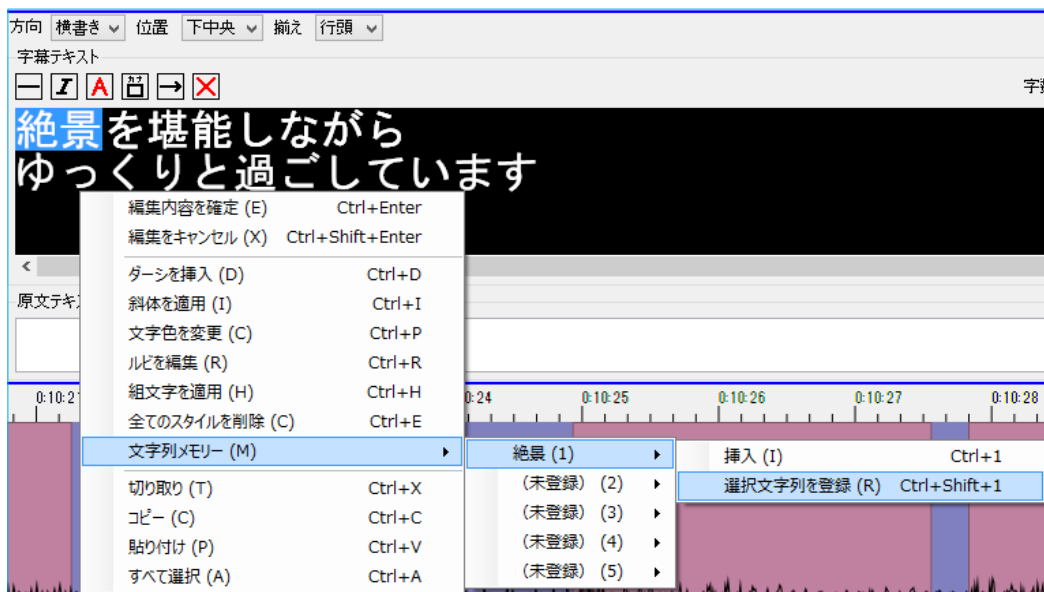 方向 横書き 位置 下中央 揃え 行頭
字幕テキスト
I A カナ ロ
絶景を堪能しながら
ゆっくりと過ごしています
編集内容を確定 (E) Ctrl+Enter
編集をキャンセル (X) Ctrl+Shift+Enter
ダーシを挿入 (D) Ctrl+D
斜体を適用 (I) Ctrl+I
文字色を変更 (C) Ctrl+P
ルビを編集 (R) Ctrl+R
組文字を適用 (H) Ctrl+H
全てのスタイルを削除 (C) Ctrl+E
文字列メモリー (M)
切り取り (T) Ctrl+X
コピー (C) Ctrl+C
貼り付け (P) Ctrl+V
すべて選択 (A) Ctrl+A
原文テキ
0:10:2 0:24 0:10:25 0:10:26 0:10:27 0:10:28
絶景 (1)
(未登録) (2)
(未登録) (3)
(未登録) (4)
(未登録) (5)
挿入 (I) Ctrl+1
選択文字列を登録 (R) Ctrl+Shift+1